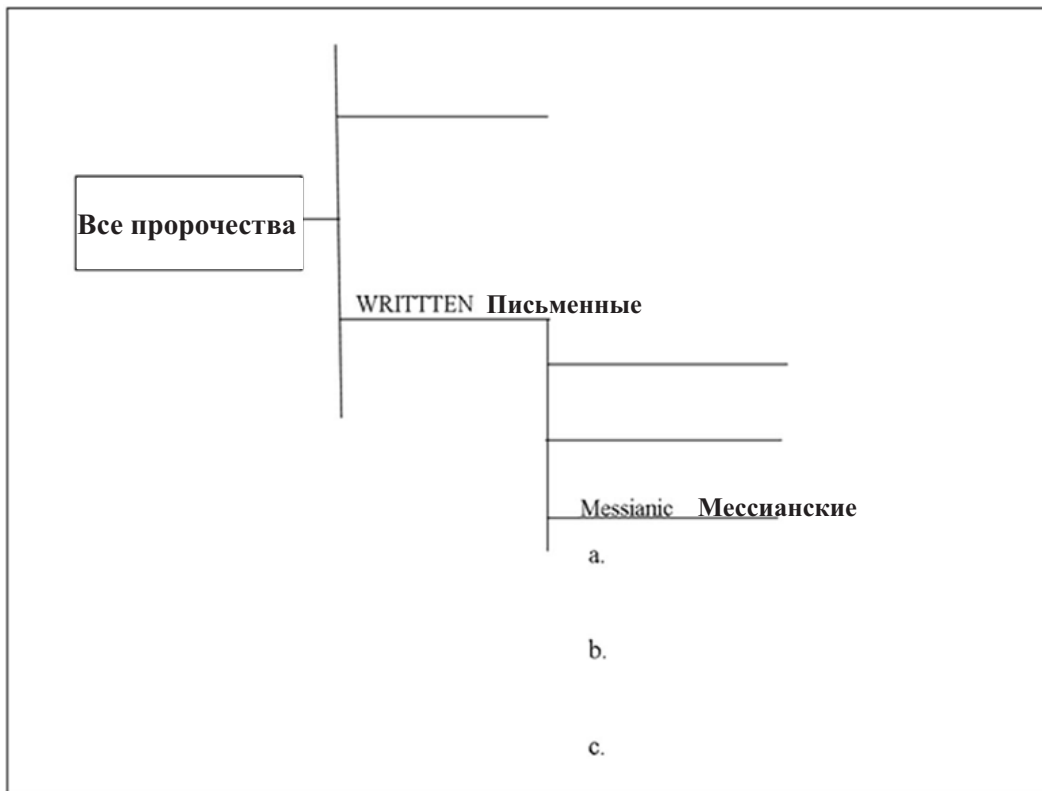 Все пророчества
WRITTTEN Письменные
Messianic Мессианские
a.
b.
c.